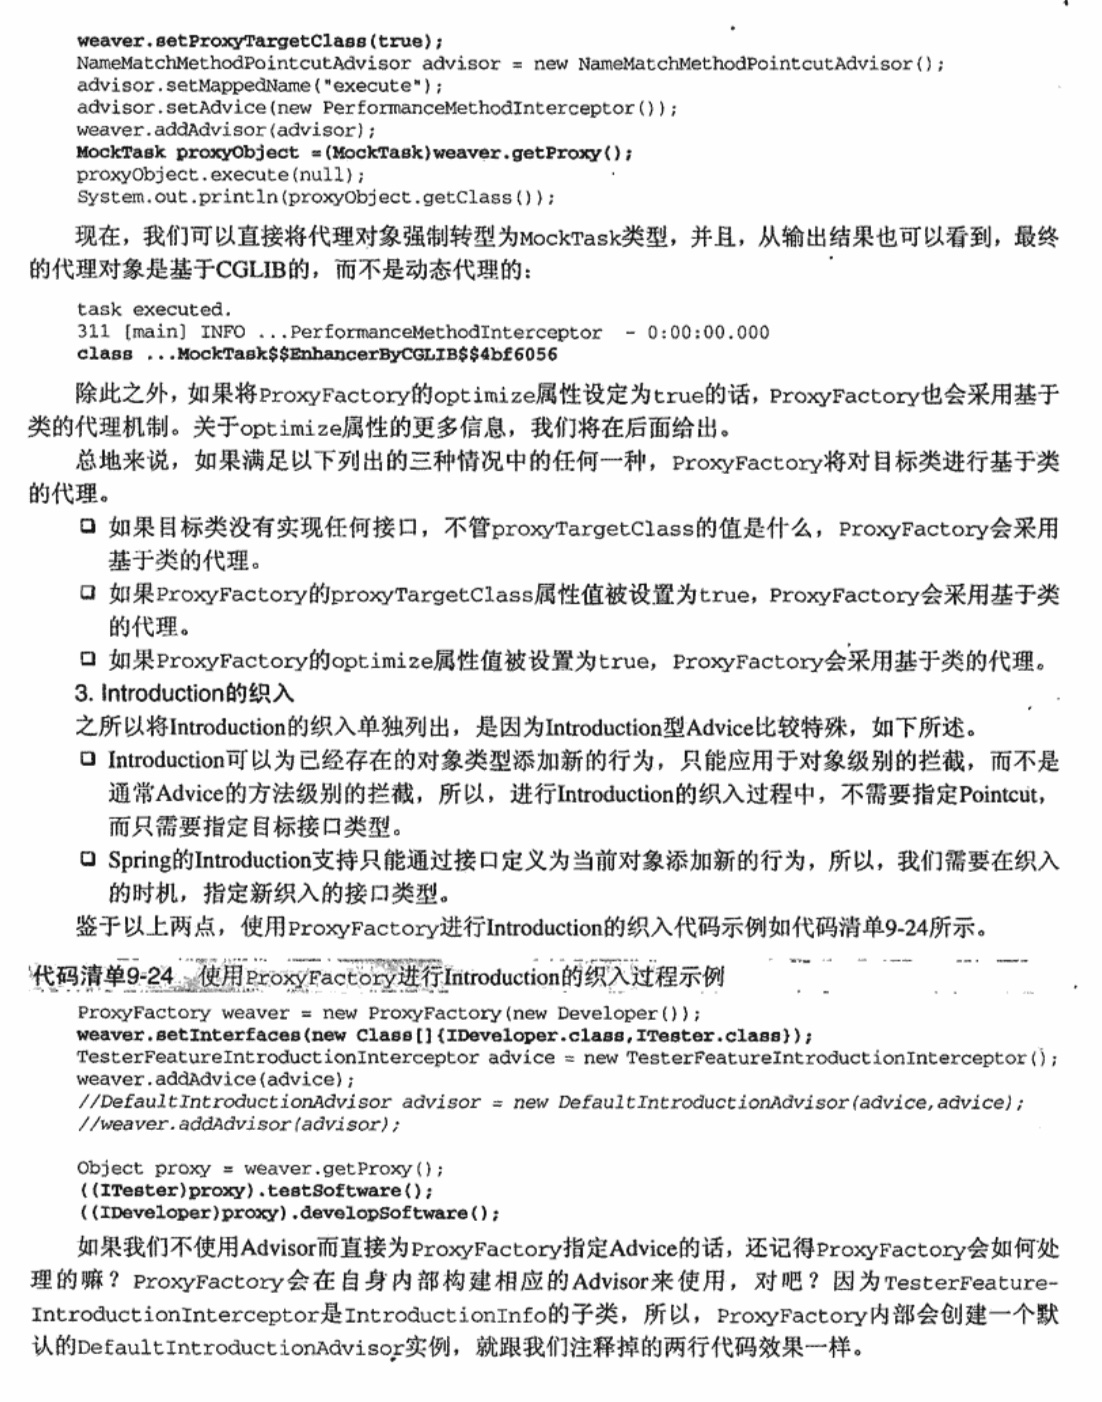 weaver.setProxyTargetClass(true);
NameMatchMethodPointcutAdvisor advisor = new NameMatchMethodPointcutAdvisor();
advisor.setMappedName("execute");
advisor.setAdvice(new PerformanceMethodInterceptor());
weaver.addAdvisor(advisor);
MockTask proxyObject =(MockTask)weaver.getProxy();
proxyObject.execute(null);
System.out.println(proxyObject.getClass());
现在，我们可以直接将代理对象强制转型为MockTask类型，并且，从输出结果也可以看到，最终
的代理对象是基于CGLIB的，而不是动态代理的：
task executed.
311 [main] INFO ...PerformanceMethodInterceptor - 0:00:00.000
class ...MockTask$$EnhancerByCGLIB$$4bf6056
除此之外，如果将ProxyFactory的optimize属性设定为true的话，ProxyFactory也会采用基于
类的代理机制。关于optimize属性的更多信息，我们将在后面给出。
总地来说，如果满足以下列出的三种情况中的任何一种，ProxyFactory将对目标类进行基于类
的代理。
❑ 如果目标类没有实现任何接口，不管proxyTargetClass的值是什么，ProxyFactory会采用
基于类的代理。
❑ 如果ProxyFactory的proxyTargetClass属性值被设置为true，ProxyFactory会采用基于类
的代理。
❑ 如果ProxyFactory的optimize属性值被设置为true，ProxyFactory会采用基于类的代理。
3. Introduction的织入
之所以将Introduction的织入单独列出，是因为Introduction型Advice比较特殊，如下所述。
❑ Introduction可以为已经存在的对象类型添加新的行为，只能应用于对象级别的拦截，而不是
通常Advice的方法级别的拦截，所以，进行Introduction的织入过程中，不需要指定Pointcut，
而只需要指定目标接口类型。
❑ Spring的Introduction支持只能通过接口定义为当前对象添加新的行为，所以，我们需要在织入
的时机，指定新织入的接口类型。
鉴于以上两点，使用ProxyFactory进行Introduction的织入代码示例如代码清单9-24所示。
代码清单9-24 使用ProxyFactory进行Introduction的织入过程示例
ProxyFactory weaver = new ProxyFactory(new Developer());
weaver.setInterfaces(new Class[]{IDeveloper.class,ITester.class});
TesterFeatureIntroductionInterceptor advice = new TesterFeatureIntroductionInterceptor();
weaver.addAdvice(advice);
//DefaultIntroductionAdvisor advisor = new DefaultIntroductionAdvisor(advice,advice);
//weaver.addAdvisor(advisor);
Object proxy = weaver.getProxy();
((ITester)proxy).testSoftware();
((IDeveloper)proxy).developSoftware();
如果我们不使用Advisor而直接为ProxyFactory指定Advice的话，还记得ProxyFactory会如何处
理的嘛？ProxyFactory会在自身内部构建相应的Advisor来使用，对吧？因为TesterFeature-
IntroductionInterceptor是IntroductionInfo的子类，所以，ProxyFactory内部会创建一个默
认的DefaultIntroductionAdvisor实例，就跟我们注释掉的两行代码效果一样。